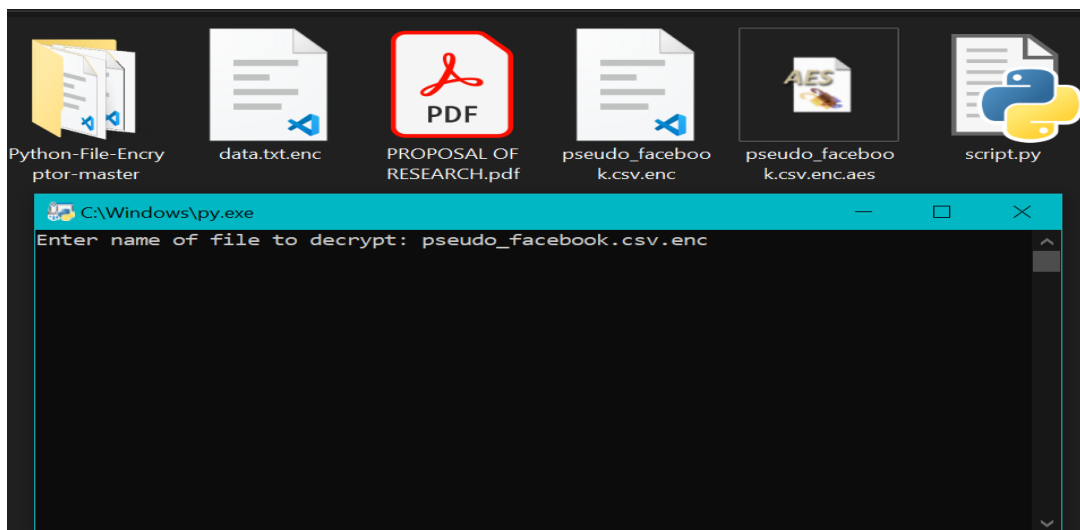 PDF
AES
Python-File-Encry
ptor-master
data.txt.enc
PROPOSAL OF
RESEARCH.pdf
pseudo_faceboo
k.csv.enc
pseudo_faceboo
k.csv.enc.aes
script.py
C:\Windows\py.exe
Enter name of file to decrypt: pseudo_facebook.csv.enc